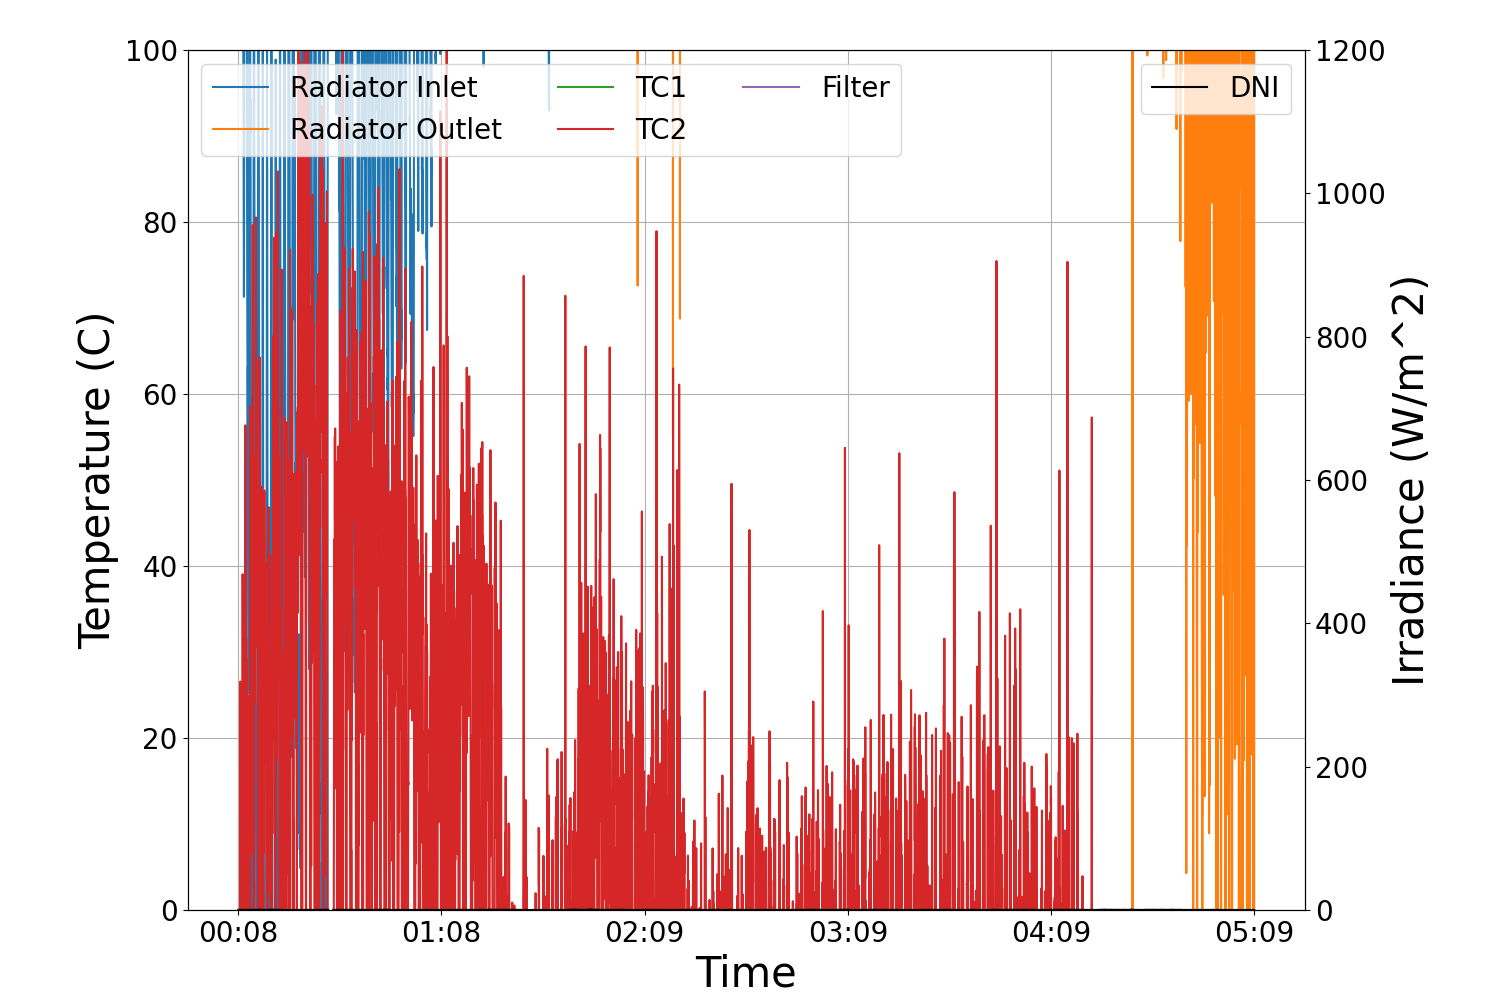 100
80
60
40
20
0
Temperature (C)
Radiator Inlet
Radiator Outlet
TC1
TC2
Filter
DNI
1200
1000
800
600
400
200
0
Irradiance (W/m^2)
00:08 01:08 02:09 03:09 04:09 05:09
Time